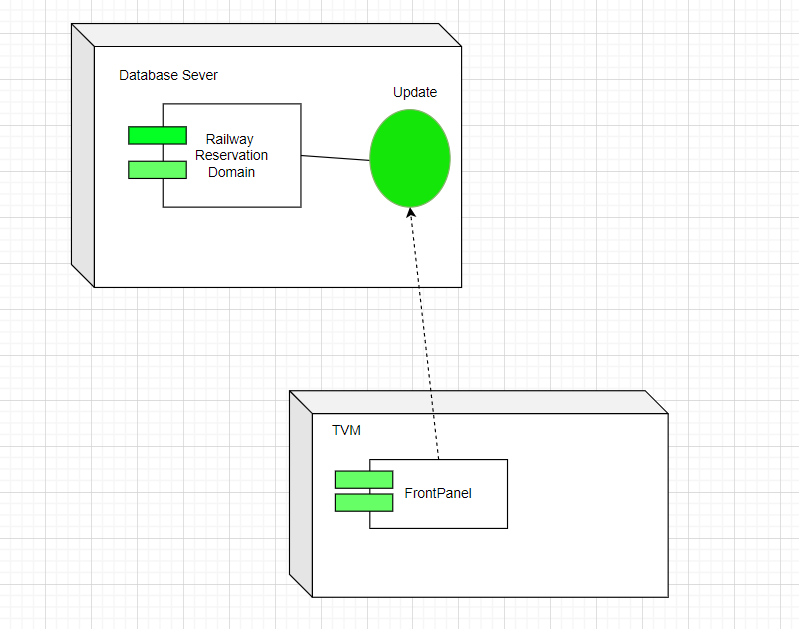 Database Sever
Update
Railway
Reservation
Domain
TVM
FrontPanel